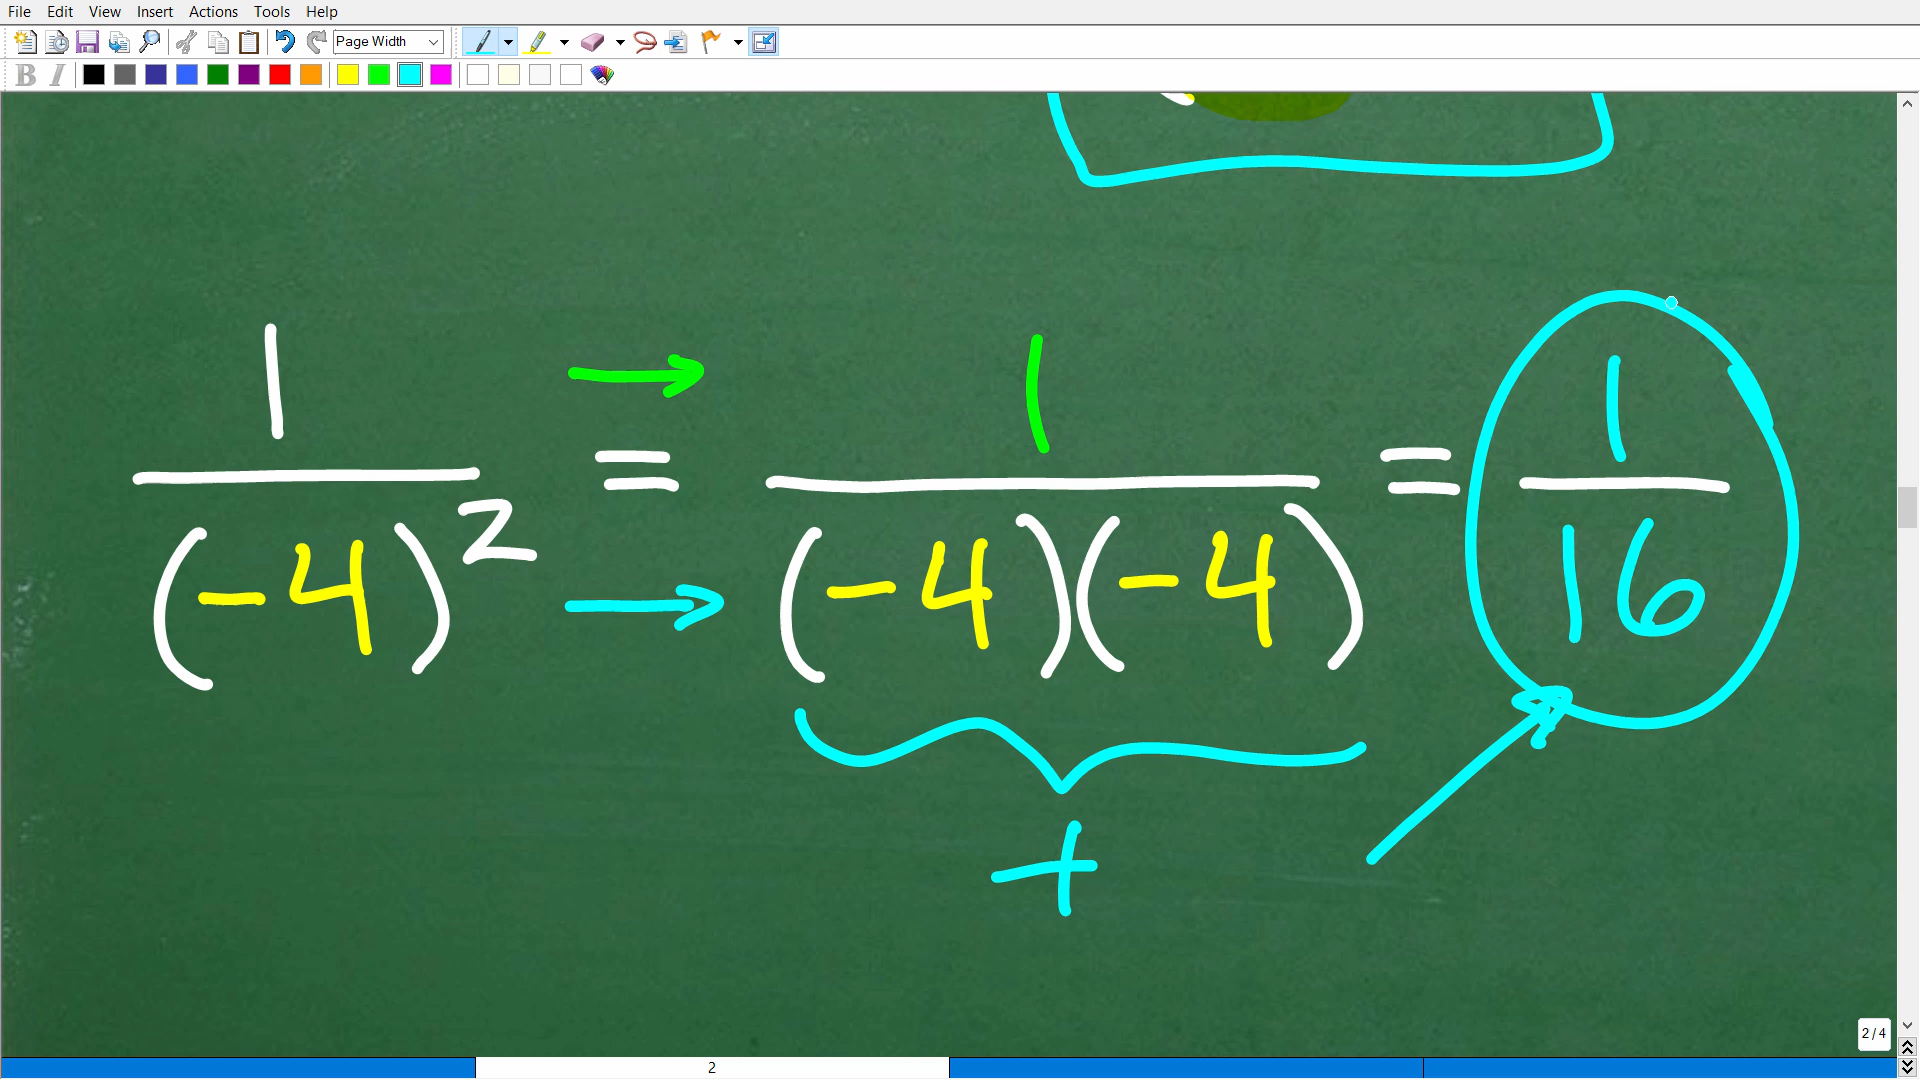 File Edit View Insert Actions Tools Help
Page Width
B I
1/(-4)² = 1/(-4)(-4) = 1/16
+
2 / 4
2